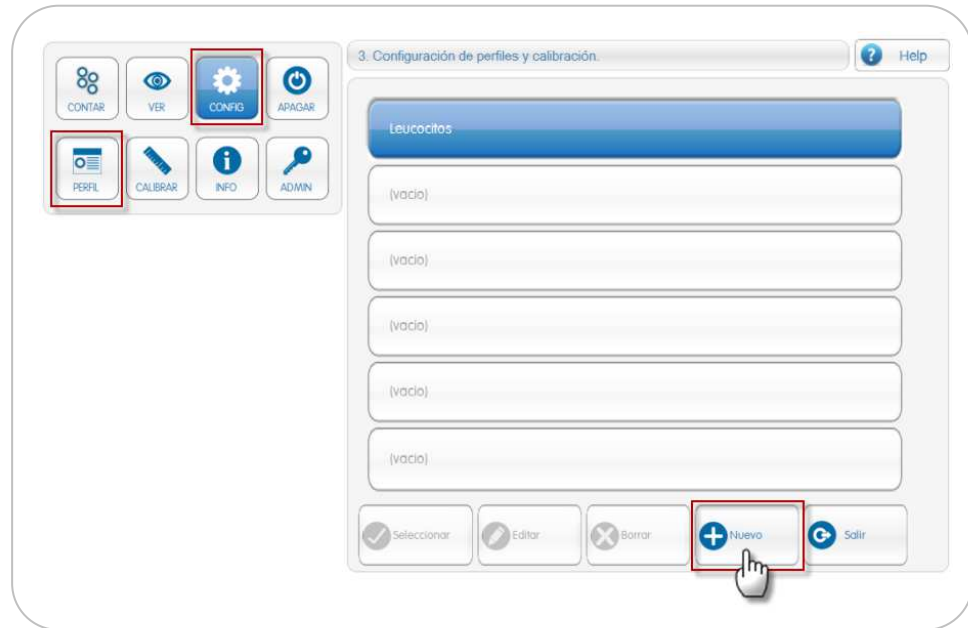 3. Configuración de perfiles y calibración.
Help
CONTAR
VER
CONFIG
APAGAR
PERFIL
CALIBRAR
INFO
ADMIN
Leucocitos
(vacio)
(vacio)
(vacio)
(vacio)
(vacio)
Seleccionar
Editar
Borrar
Nuevo
Salir